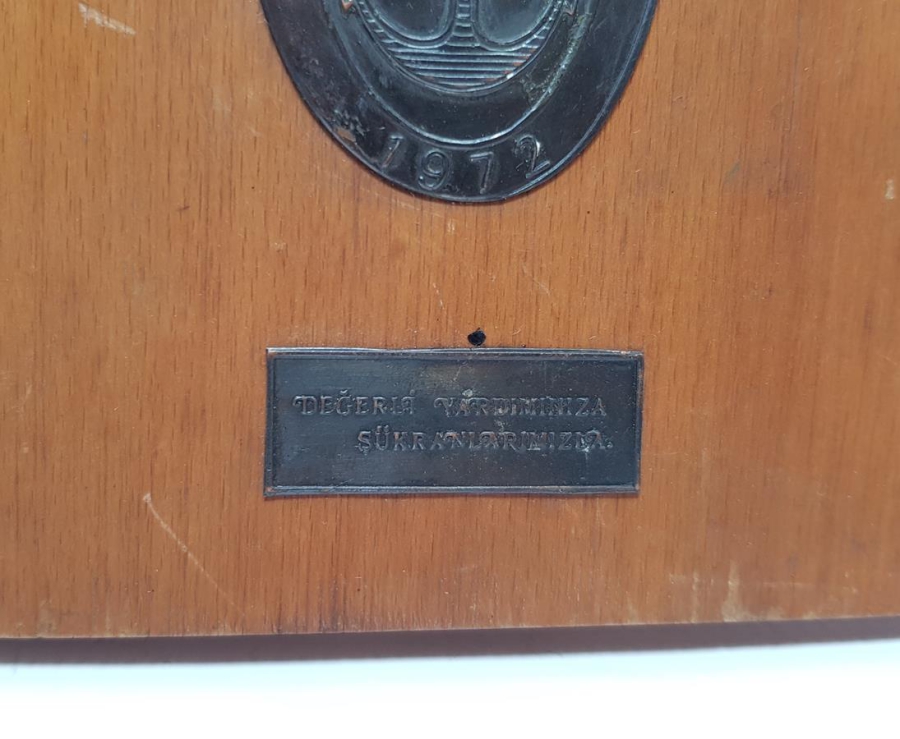 1972
DEĞERLİ YARDIMINIZA
ŞÜKRANLARIMIZLA.